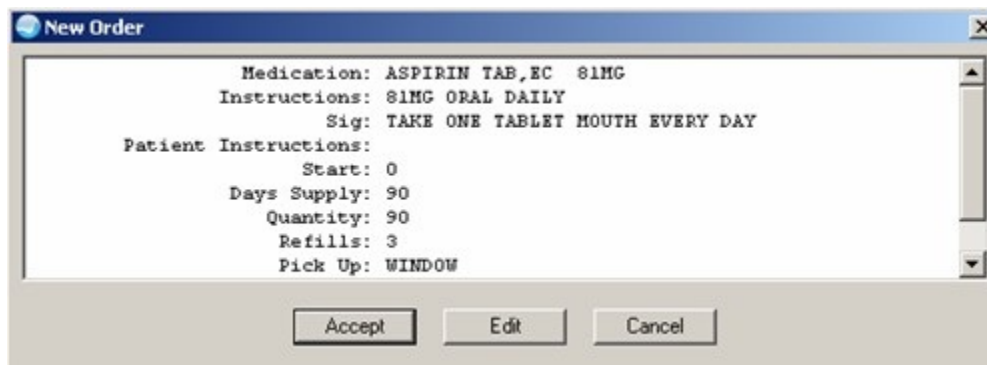 New Order
Medication: ASPIRIN TAB,EC 81MG
Instructions: 81MG ORAL DAILY
Sig: TAKE ONE TABLET MOUTH EVERY DAY
Patient Instructions:
Start: 0
Days Supply: 90
Quantity: 90
Refills: 3
Pick Up: WINDOW
Accept Edit Cancel